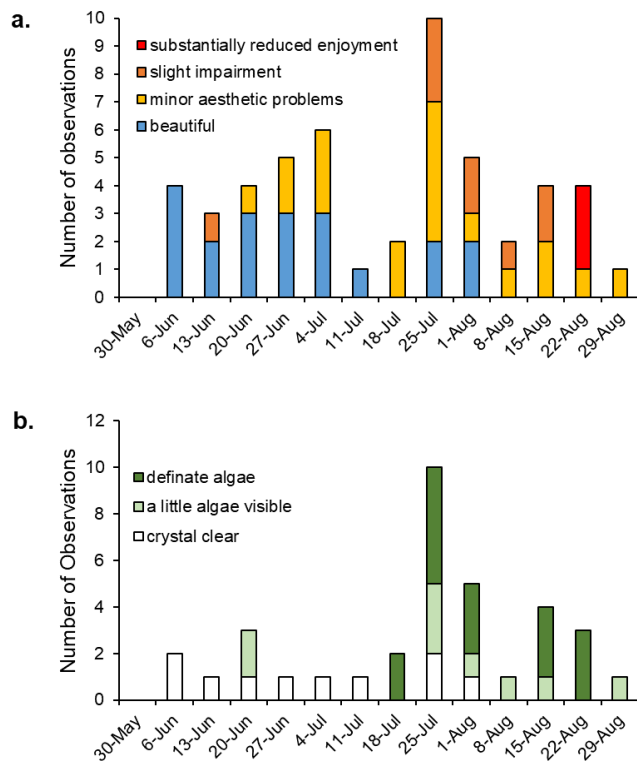 a.
10
9
8
7
6
5
4
3
2
1
0
Number of observations
substantially reduced enjoyment
slight impairment
minor aesthetic problems
beautiful
30-May 6-Jun 13-Jun 20-Jun 27-Jun 4-Jul 11-Jul 18-Jul 25-Jul 1-Aug 8-Aug 15-Aug 22-Aug 29-Aug
b.
12
10
8
6
4
2
0
Number of Observations
definate algae
a little algae visible
crystal clear
30-May 6-Jun 13-Jun 20-Jun 27-Jun 4-Jul 11-Jul 18-Jul 25-Jul 1-Aug 8-Aug 15-Aug 22-Aug 29-Aug